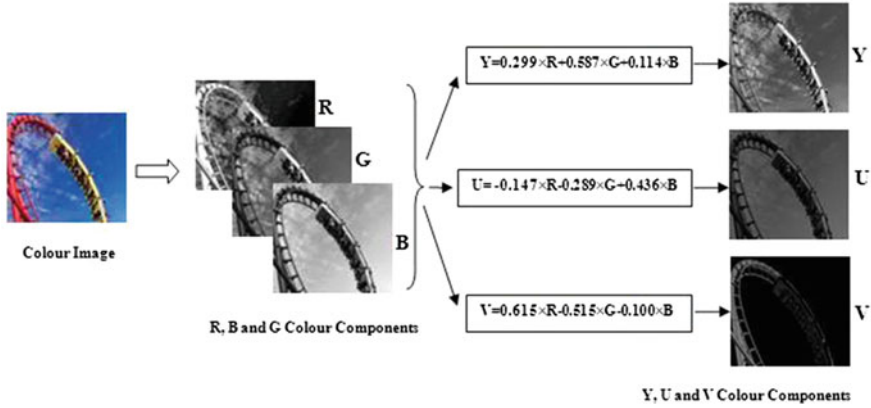 Colour Image
R
G
B
R, B and G Colour Components
Y=0.299×R+0.587×G+0.114×B
U= -0.147×R-0.289×G+0.436×B
V=0.615×R-0.515×G-0.100×B
Y
U
V
Y, U and V Colour Components